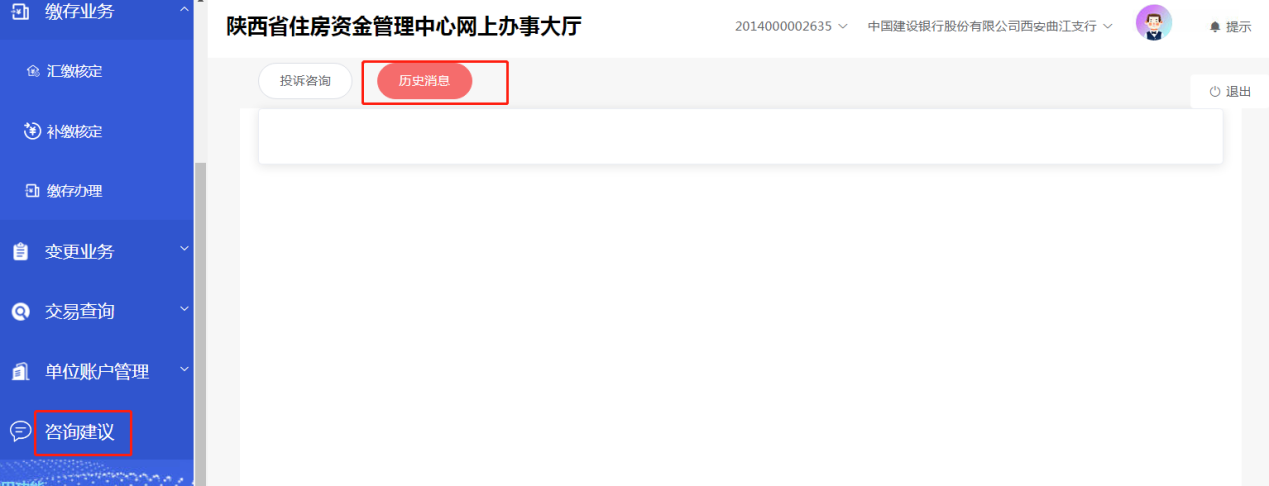 缴存业务
汇缴核定
补缴核定
缴存办理
变更业务
交易查询
单位账户管理
咨询建议
陕西省住房资金管理中心网上办事大厅
2014000002635
中国建设银行股份有限公司西安曲江支行
提示
退出
投诉咨询
历史消息